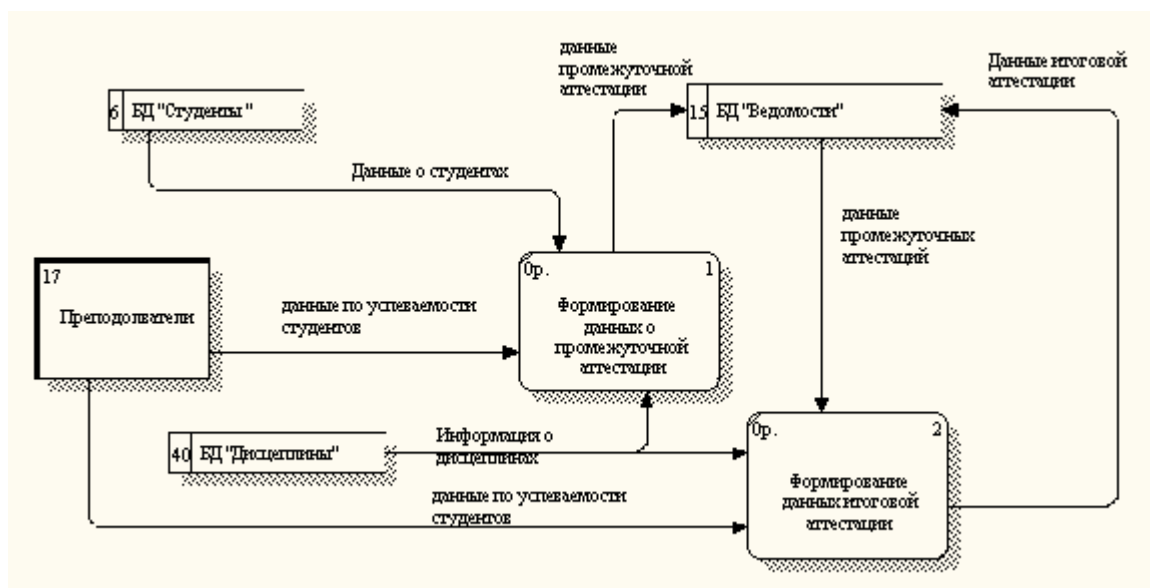 данные
промежуточной
аттестации
Данные итоговой
аттестации
6 БД "Студенты"
15 БД "Ведомости"
Данные о студентах
данные
промежуточных
аттестаций
17
Преподолватели
данные по успеваемости
студентов
0р. 1
Формирование
данных о
промежуточной
аттестации
40 БД "Дисцеплины"
Информация о
дисцеплинах
0р. 2
Формирование
данных итоговой
аттестации
данные по успеваемости
студентов